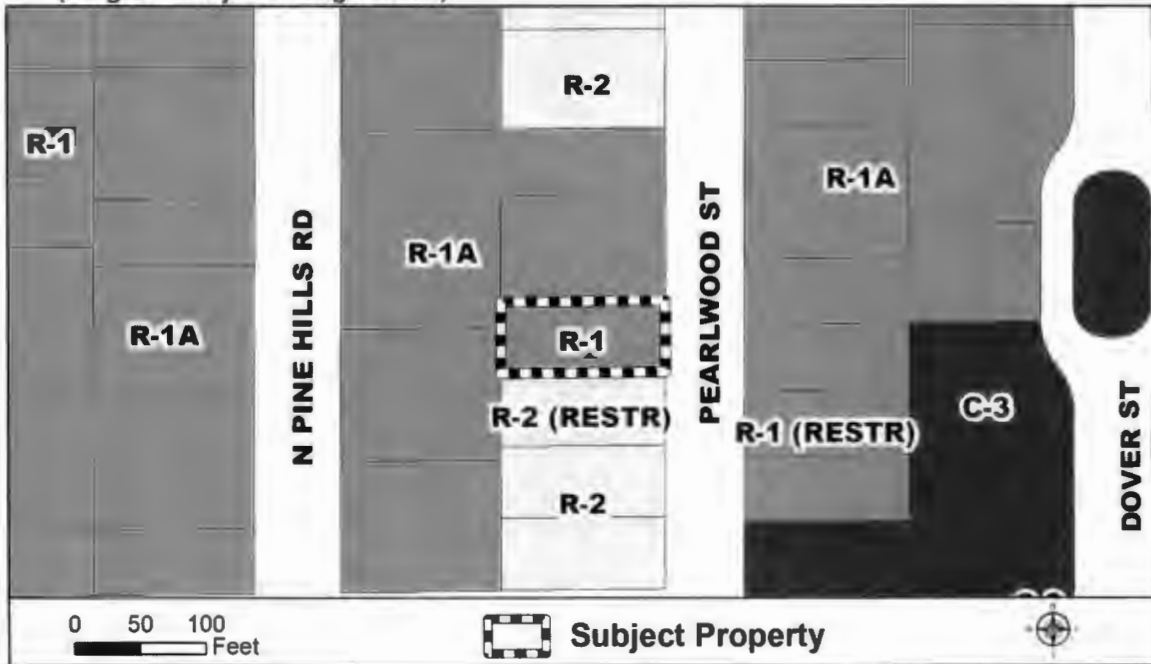 R-2
R-1
R-1A
R-1A
R-1A
N PINE HILLS RD
R-1
PEARLWOOD ST
R-2 (RESTR)
R-1 (RESTR)
C-3
R-2
DOVER ST
0 50 100
Feet
Subject Property